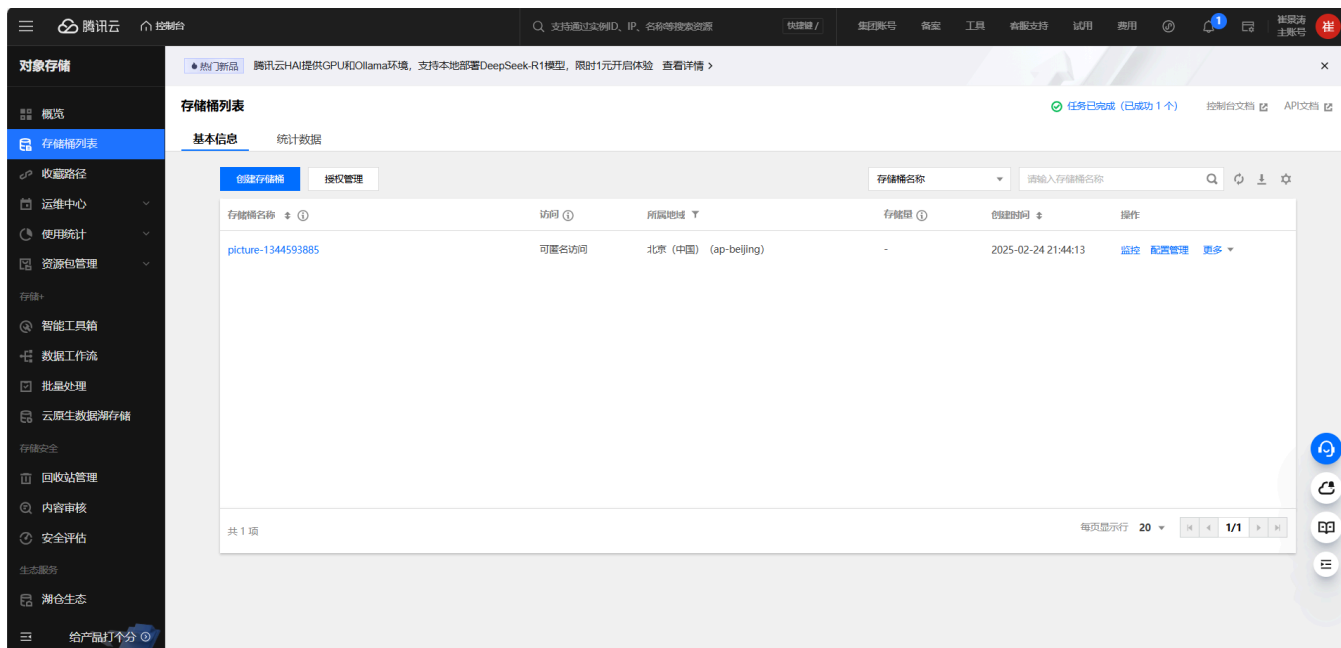 腾讯云 控制台 支持通过实例ID、IP、名称等搜索资源 快捷键 / 集团账号 备案 工具 客服支持 试用 费用 1 崔景涛 崔
主账号
对象存储
热门新品 腾讯云HAI提供GPU和Ollama环境，支持本地部署DeepSeek-R1模型，限时1元开启体验 查看详情 >
存储桶列表 任务已完成（已成功 1 个） 控制台文档 API文档
概览
基本信息 统计数据
存储桶列表
收藏路径
创建存储桶 授权管理 存储桶名称 请输入存储桶名称
运维中心
存储桶名称 访问 所属地域 存储量 创建时间 操作
使用统计
picture-1344593885 可匿名访问 北京（中国）（ap-beijing） - 2025-02-24 21:44:13 监控 配置管理 更多
资源包管理
存储+
智能工具箱
数据工作流
批量处理
云原生数据湖存储
存储安全
回收站管理
内容审核
共 1 项 每页显示行 20 1/1
安全评估
生态服务
湖仓生态
给产品打个分